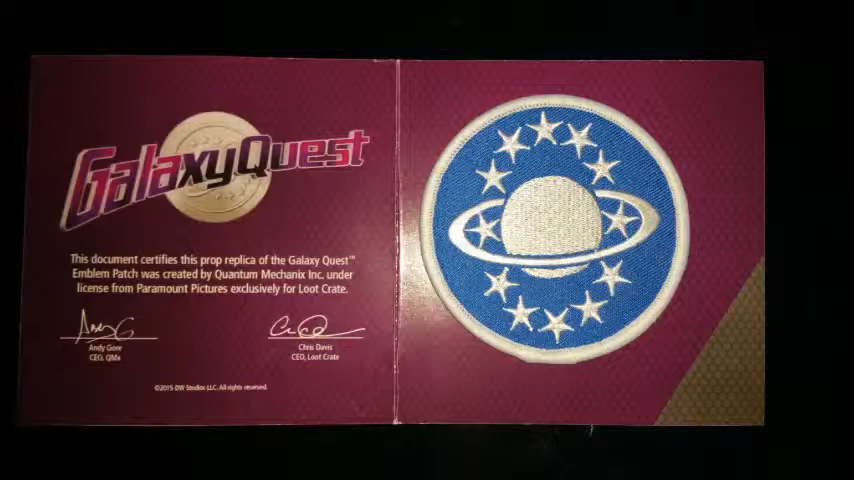 GalaxyQuest
This document certifies this prop replica of the Galaxy Quest™
Emblem Patch was created by Quantum Mechanix Inc. under
license from Paramount Pictures exclusively for Loot Crate.
Andy Gore
CEO, QMx
Chris Davis
CEO, Loot Crate
©2015 DW Studios LLC. All rights reserved.